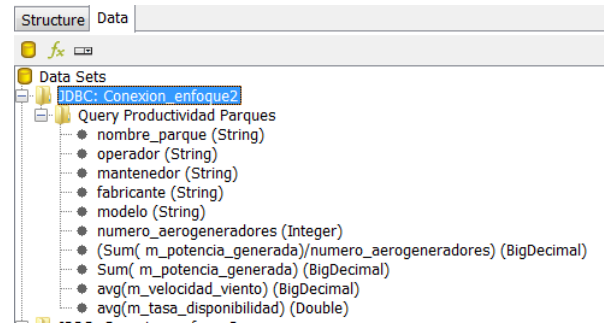 Structure Data
fx
Data Sets
JDBC: Conexion_enfoque2
Query Productividad Parques
nombre_parque (String)
operador (String)
mantenedor (String)
fabricante (String)
modelo (String)
numero_aerogeneradores (Integer)
(Sum( m_potencia_generada)/numero_aerogeneradores) (BigDecimal)
Sum( m_potencia_generada) (BigDecimal)
avg(m_velocidad_viento) (BigDecimal)
avg(m_tasa_disponibilidad) (Double)